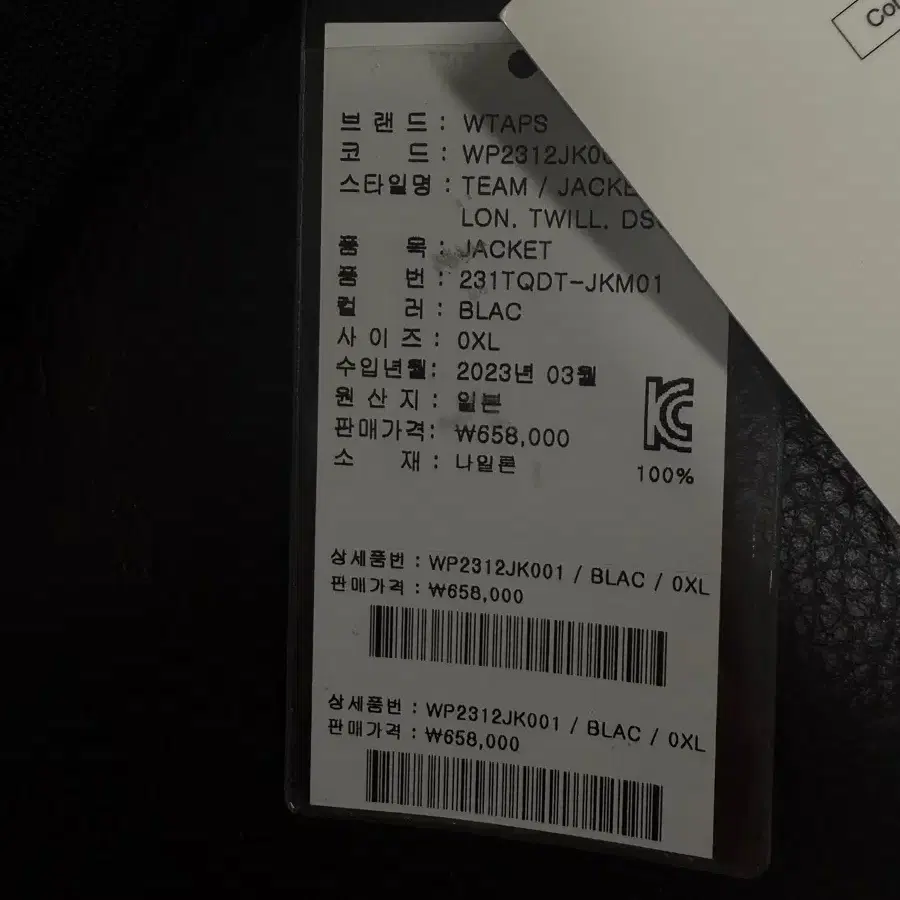 브 랜 드 : WTAPS
코 드 : WP2312JK00
스타일명 : TEAM / JACKE
LON. TWILL. DS
품 목 : JACKET
품 번 : 231TQDT-JKM01
컬 러 : BLAC
사 이 즈 : 0XL
수입년월: 2023년 03월
원 산 지 : 일본
판매가격: ₩658,000
소 재 : 나일론
100%
상세품번 : WP2312JK001 / BLAC / 0XL
판매가격 : ₩658,000
상세품번 : WP2312JK001 / BLAC / 0XL
판매가격 : ₩658,000